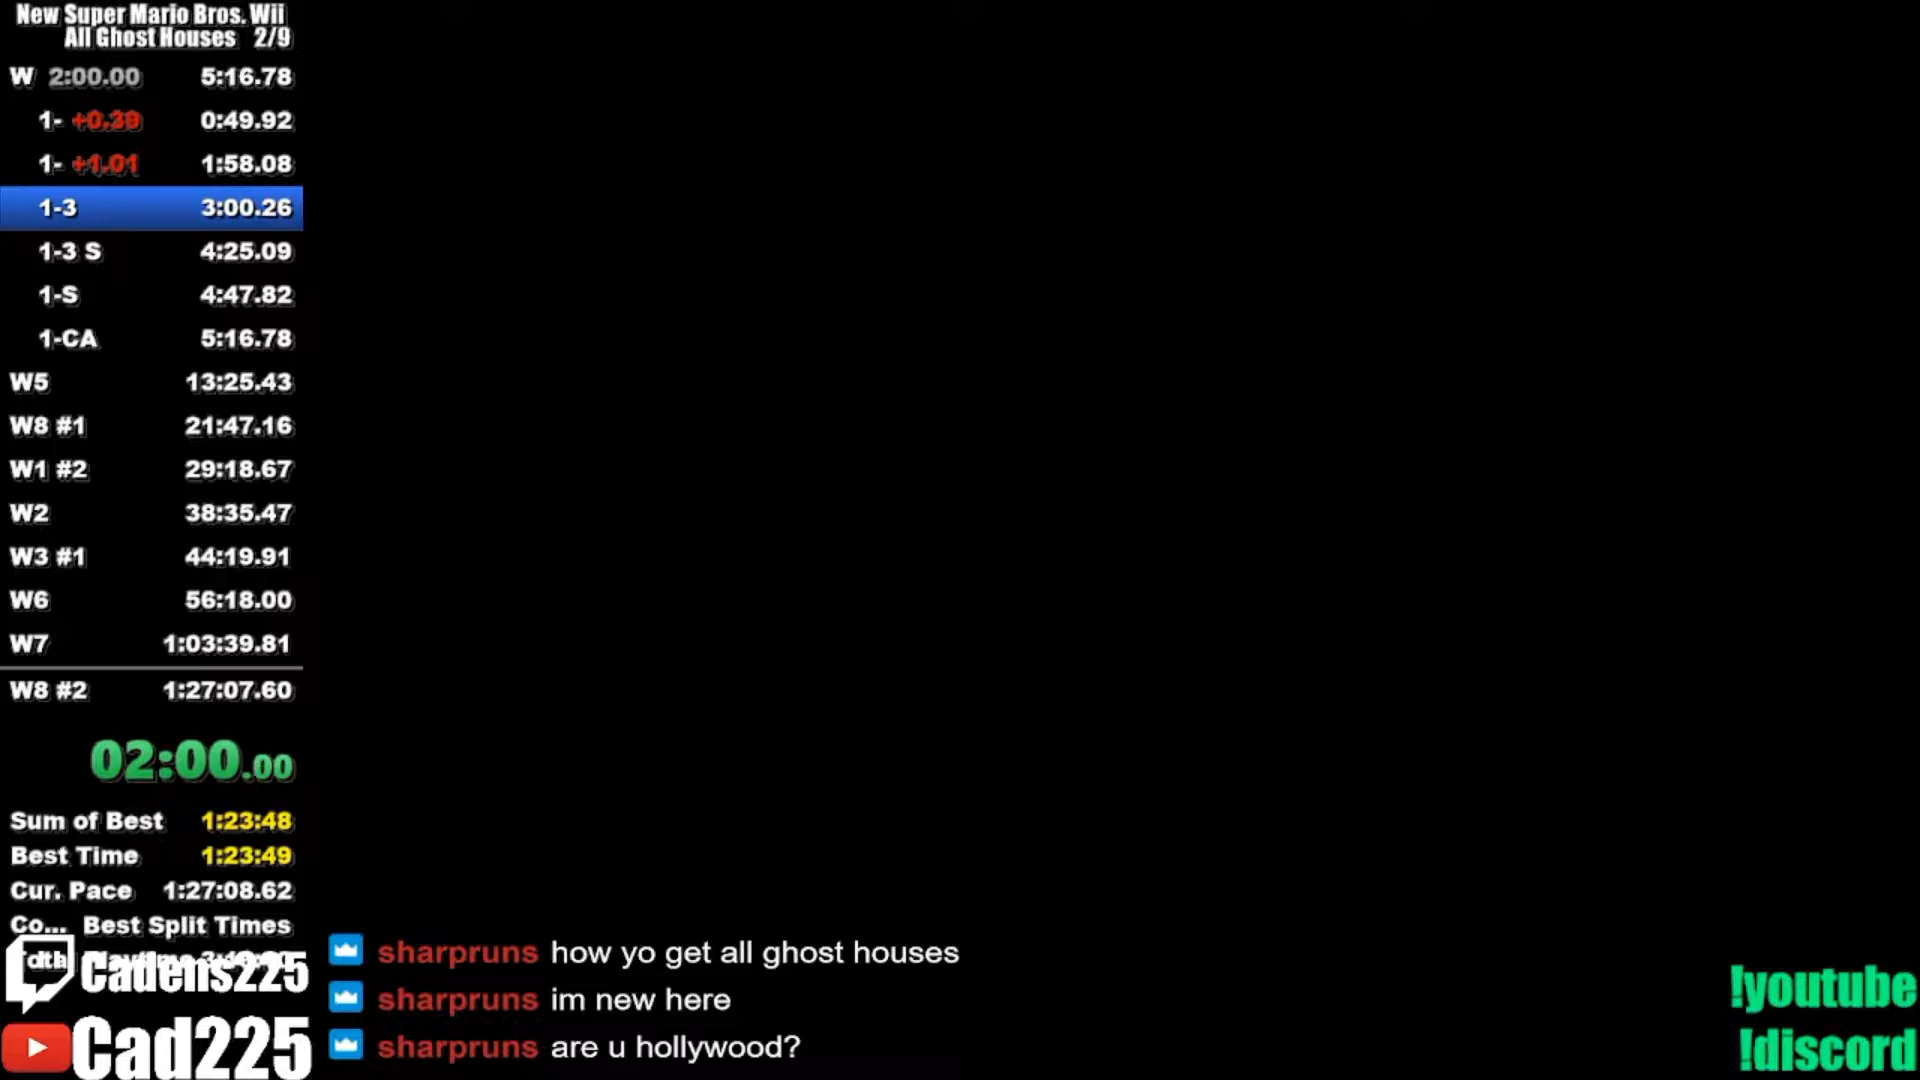 New Super Mario Bros. Wii
All Ghost Houses 2/9
W 2:00.00 5:16.78
1- +0.39 0:49.92
1- +1.01 1:58.08
1-3 3:00.26
1-3 S 4:25.09
1-S 4:47.82
1-CA 5:16.78
W5 13:25.43
W8 #1 21:47.16
W1 #2 29:18.67
W2 38:35.47
W3 #1 44:19.91
W6 56:18.00
W7 1:03:39.81
W8 #2 1:27:07.60
02:00.00
Sum of Best 1:23:48
Best Time 1:23:49
Cur. Pace 1:27:08.62
Co... Best Split Times
Cadens225
Cad225
sharpruns how yo get all ghost houses
sharpruns im new here
sharpruns are u hollywood?
!youtube
!discord